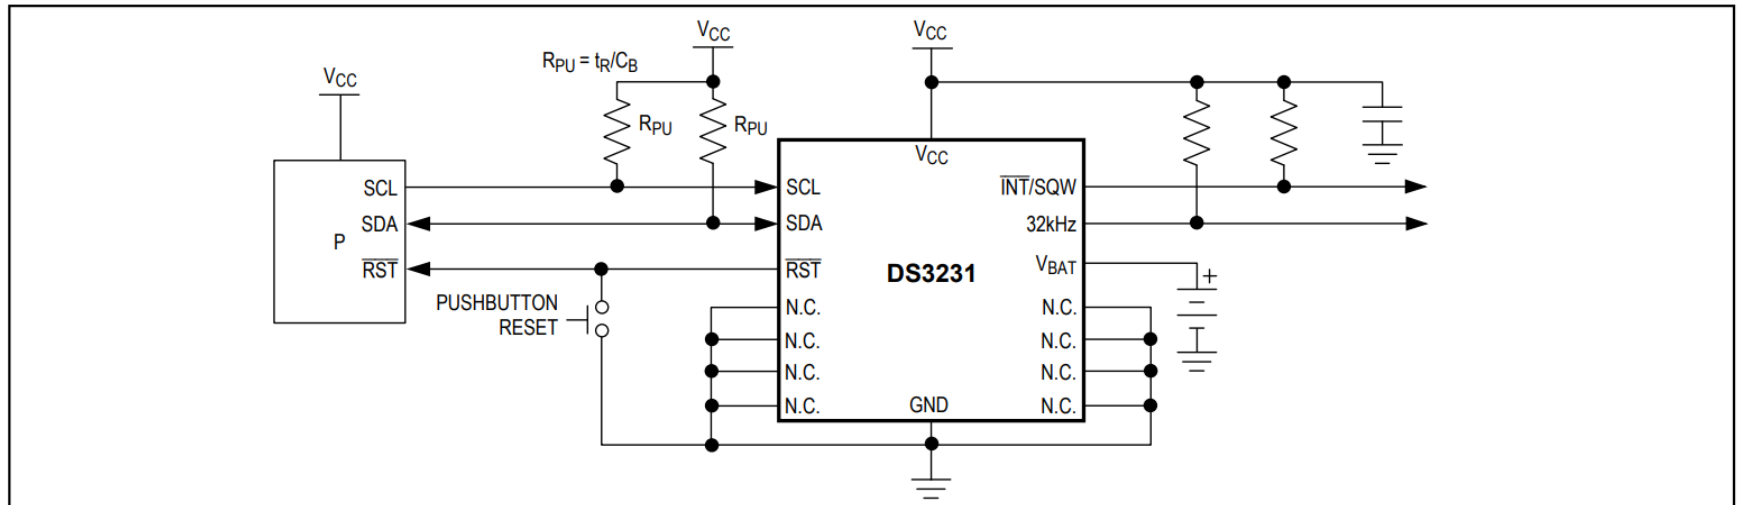 VCC
VCC
RPU = tR/CB
VCC
RPU
RPU
VCC
SCL
SCL
INT/SQW
SDA
SDA
32kHz
P
RST
RST
DS3231
VBAT
+
PUSHBUTTON
RESET
N.C.
N.C.
N.C.
N.C.
N.C.
N.C.
N.C.
GND
N.C.
N.C.